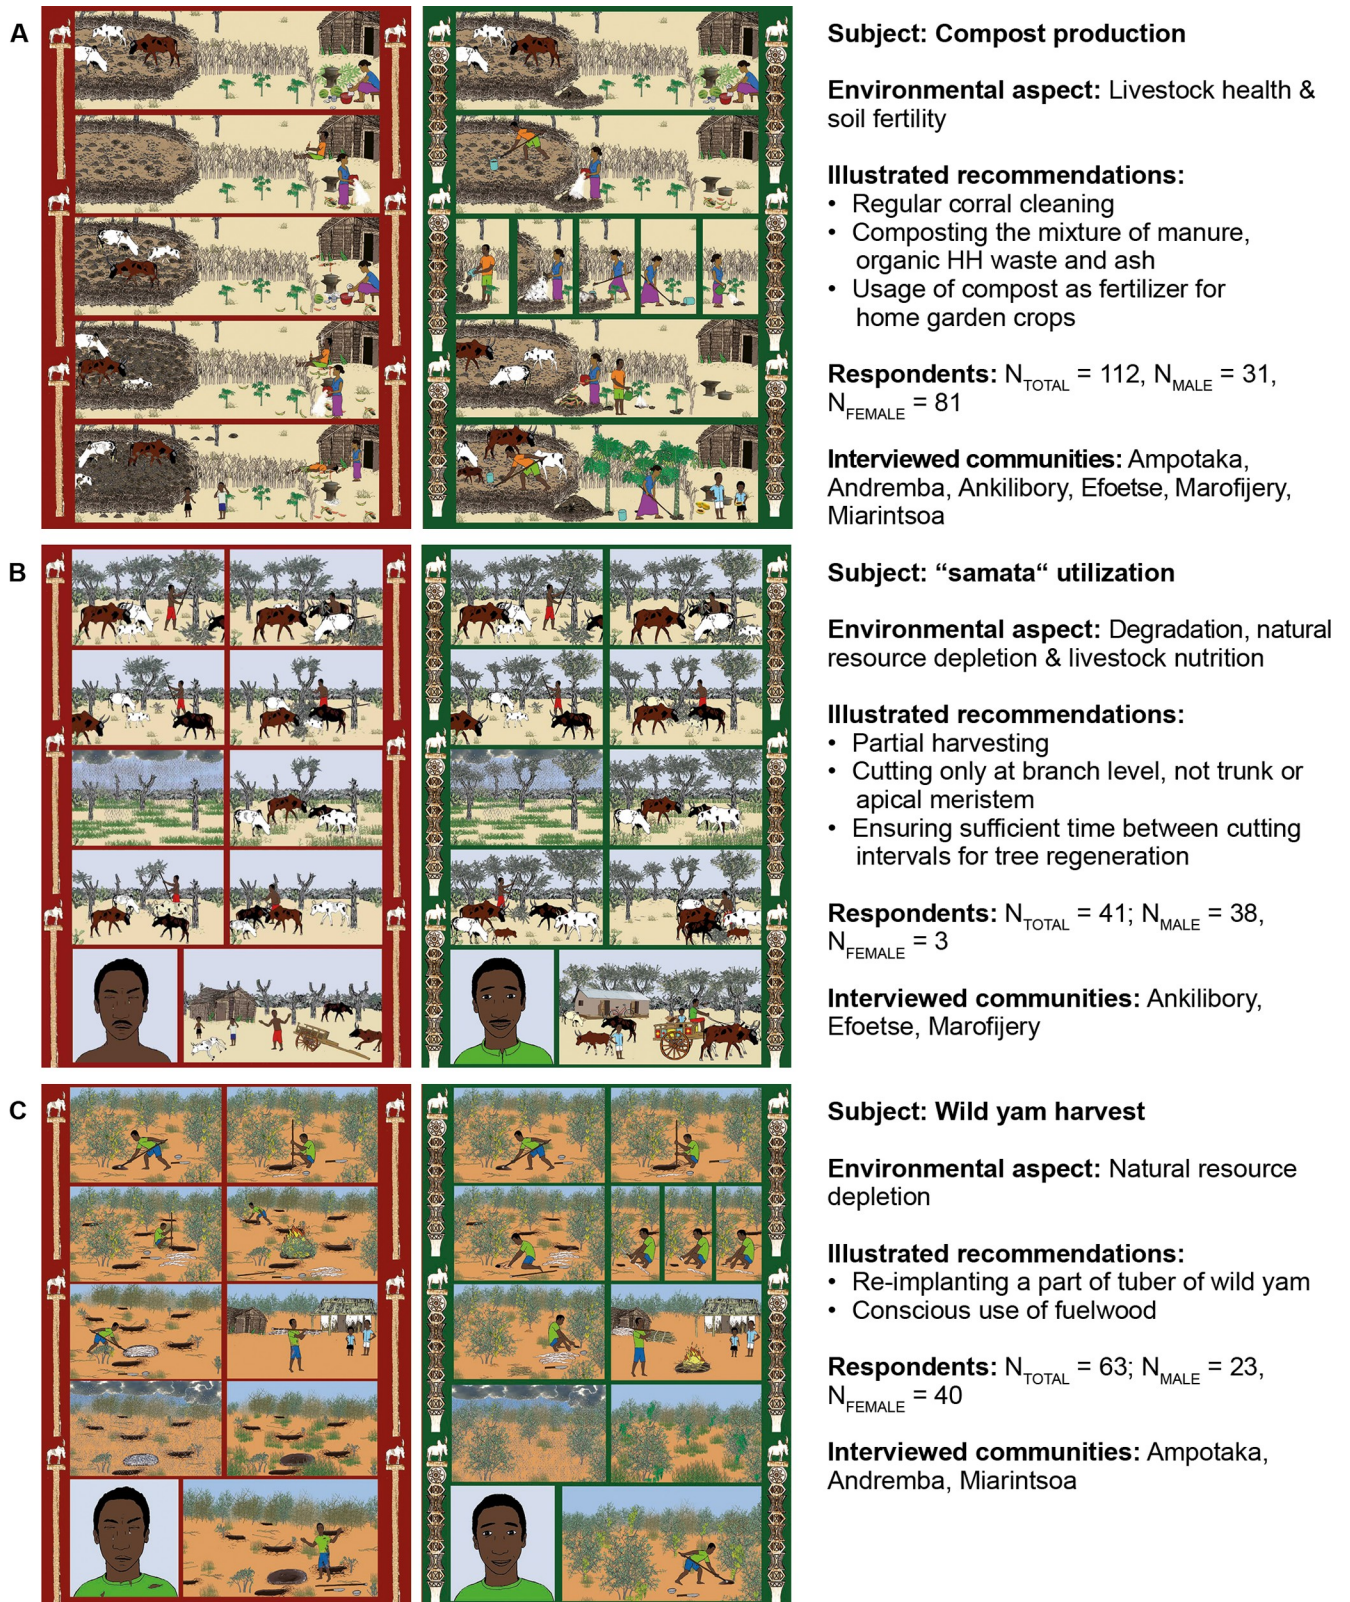 A
Subject: Compost production
Environmental aspect: Livestock health &
soil fertility
Illustrated recommendations:
• Regular corral cleaning
• Composting the mixture of manure,
organic HH waste and ash
• Usage of compost as fertilizer for
home garden crops
Respondents: NTOTAL = 112, NMALE = 31,
NFEMALE = 81
Interviewed communities: Ampotaka,
Andremba, Ankilibory, Efoetse, Marofijery,
Miarintsoa
B
Subject: “samata“ utilization
Environmental aspect: Degradation, natural
resource depletion & livestock nutrition
Illustrated recommendations:
• Partial harvesting
• Cutting only at branch level, not trunk or
apical meristem
• Ensuring sufficient time between cutting
intervals for tree regeneration
Respondents: NTOTAL = 41; NMALE = 38,
NFEMALE = 3
Interviewed communities: Ankilibory,
Efoetse, Marofijery
C
Subject: Wild yam harvest
Environmental aspect: Natural resource
depletion
Illustrated recommendations:
• Re-implanting a part of tuber of wild yam
• Conscious use of fuelwood
Respondents: NTOTAL = 63; NMALE = 23,
NFEMALE = 40
Interviewed communities: Ampotaka,
Andremba, Miarintsoa